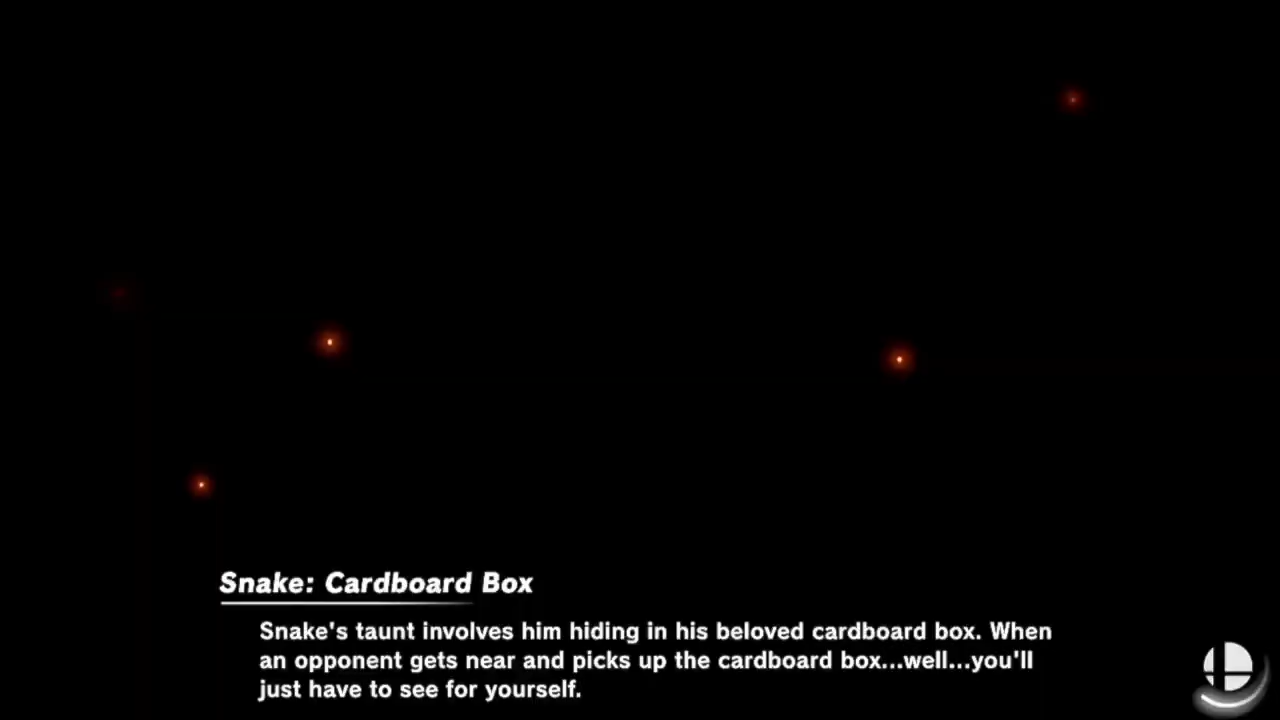 Snake: Cardboard Box
Snake's taunt involves him hiding in his beloved cardboard box. When
an opponent gets near and picks up the cardboard box...well...you'll
just have to see for yourself.